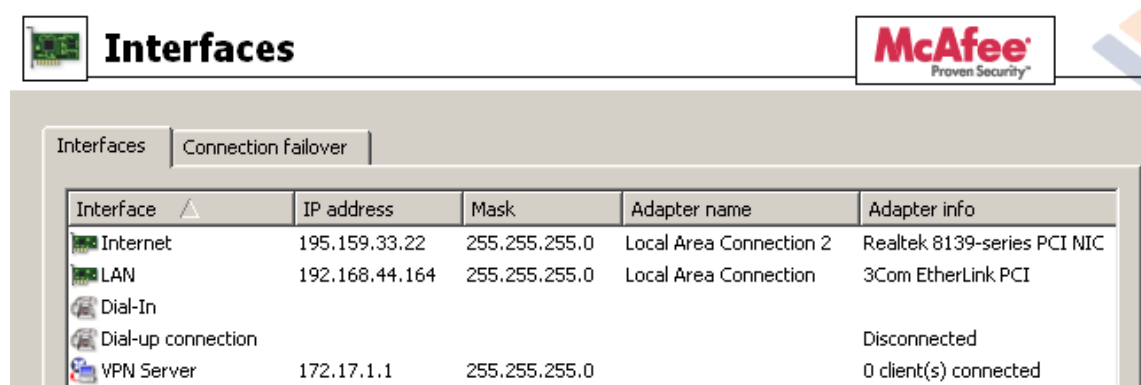 Interfaces
McAfee
Proven Security™
Interfaces Connection failover
Interface IP address Mask Adapter name Adapter info
Internet 195.159.33.22 255.255.255.0 Local Area Connection 2 Realtek 8139-series PCI NIC
LAN 192.168.44.164 255.255.255.0 Local Area Connection 3Com EtherLink PCI
Dial-In
Dial-up connection Disconnected
VPN Server 172.17.1.1 255.255.255.0 0 client(s) connected